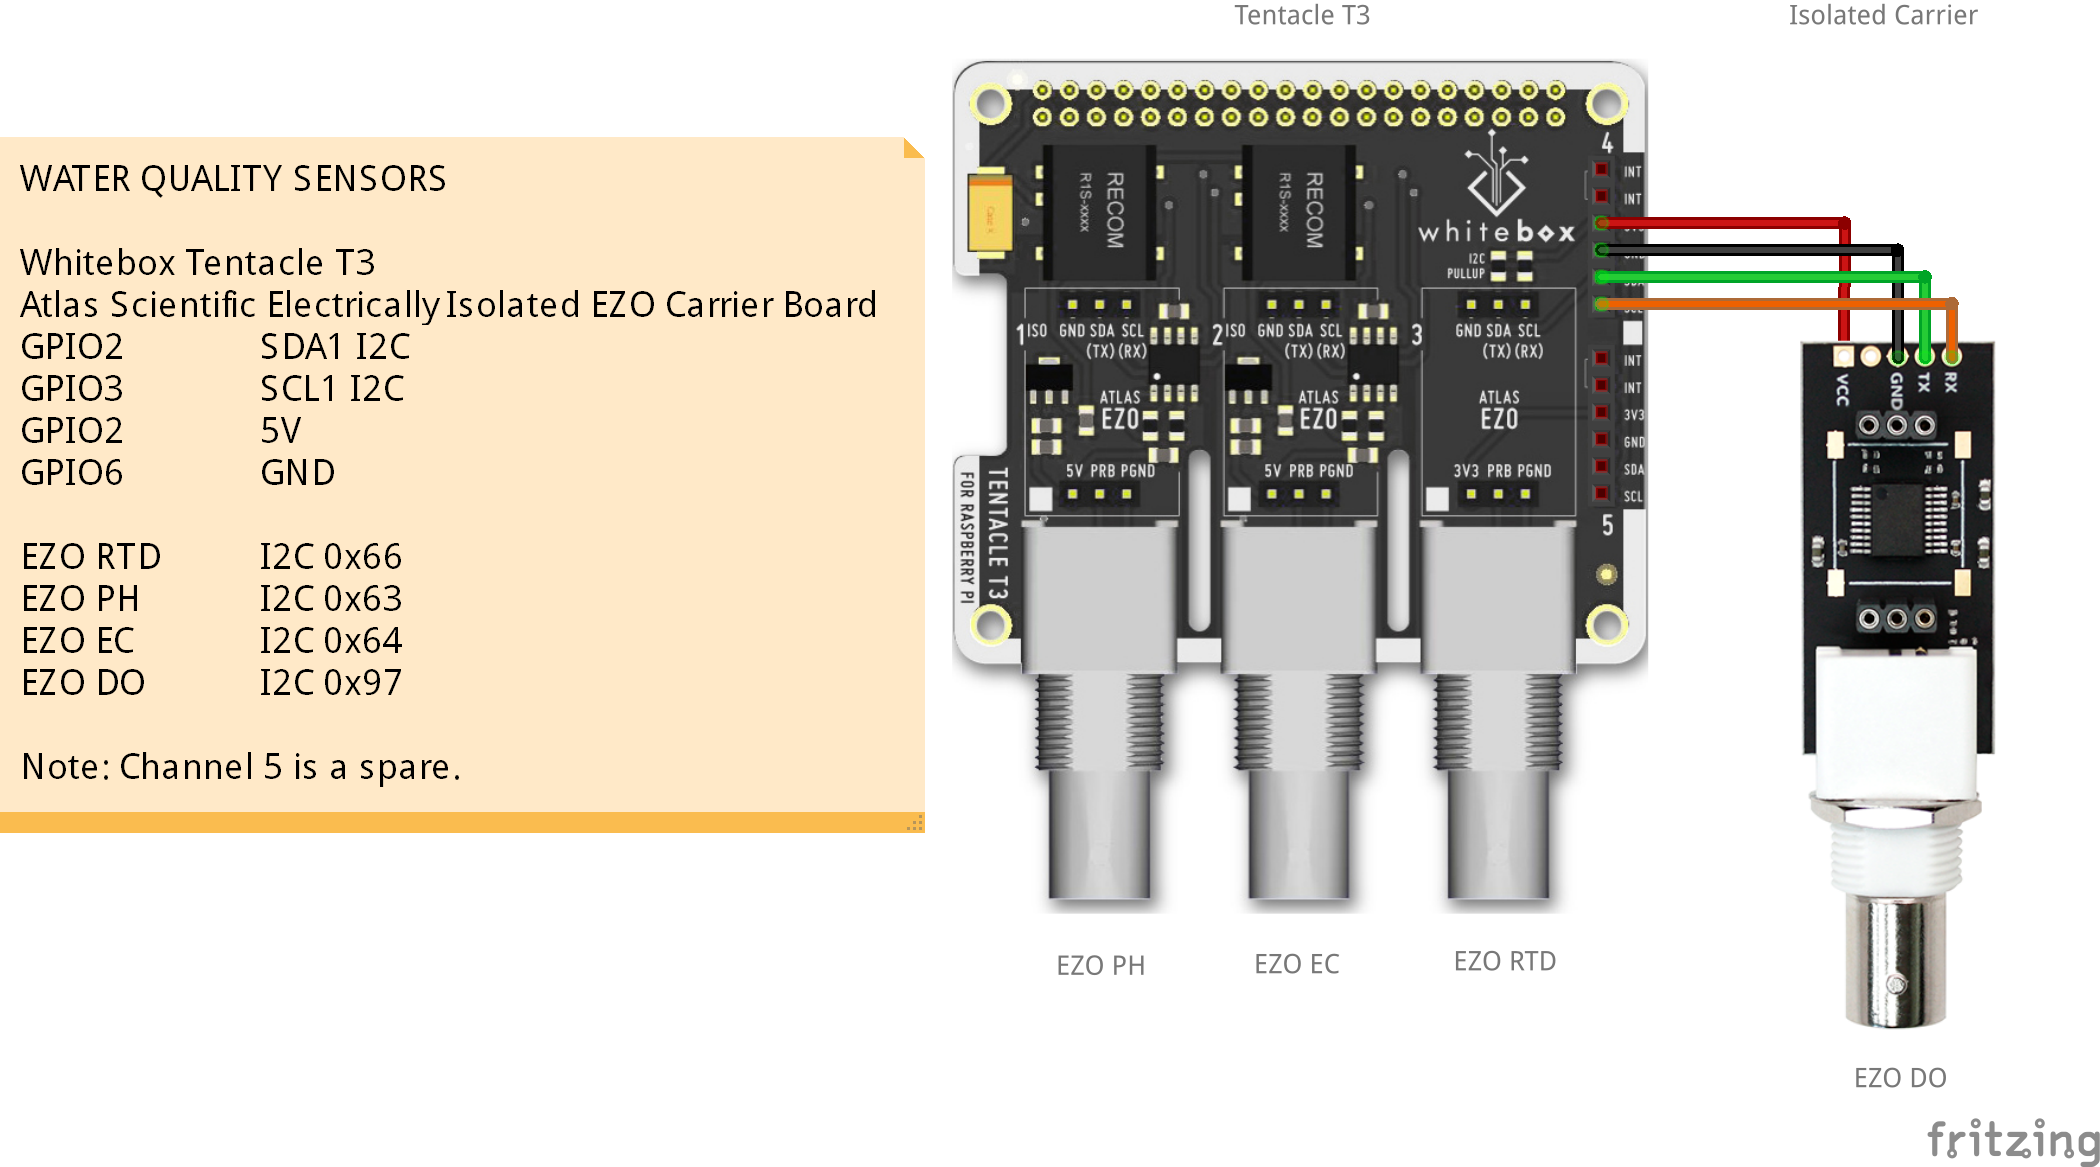 Tentacle T3
Isolated Carrier
WATER QUALITY SENSORS
Whitebox Tentacle T3
Atlas Scientific Electrically Isolated EZO Carrier Board
GPIO2 SDA1 I2C
GPIO3 SCL1 I2C
GPIO2 5V
GPIO6 GND
EZO RTD I2C 0x66
EZO PH I2C 0x63
EZO EC I2C 0x64
EZO DO I2C 0x97
Note: Channel 5 is a spare.
4
INT
INT
RECOM
R1S-xxxx
RECOM
R1S-xxxx
Case k
whitebox
I2C
PULLUP
1 ISO GND SDA SCL
(TX) (RX)
ATLAS
EZO
5V PRB PGND
2 ISO GND SDA SCL
(TX) (RX)
ATLAS
EZO
5V PRB PGND
3 GND SDA SCL
(TX) (RX)
ATLAS
EZO
3V3 PRB PGND
INT
INT
3V3
GND
SDA
SCL
5
TENTACLE T3
FOR RASPBERRY PI
VCC
GND
TX
RX
EZO PH
EZO EC
EZO RTD
EZO DO
fritzing